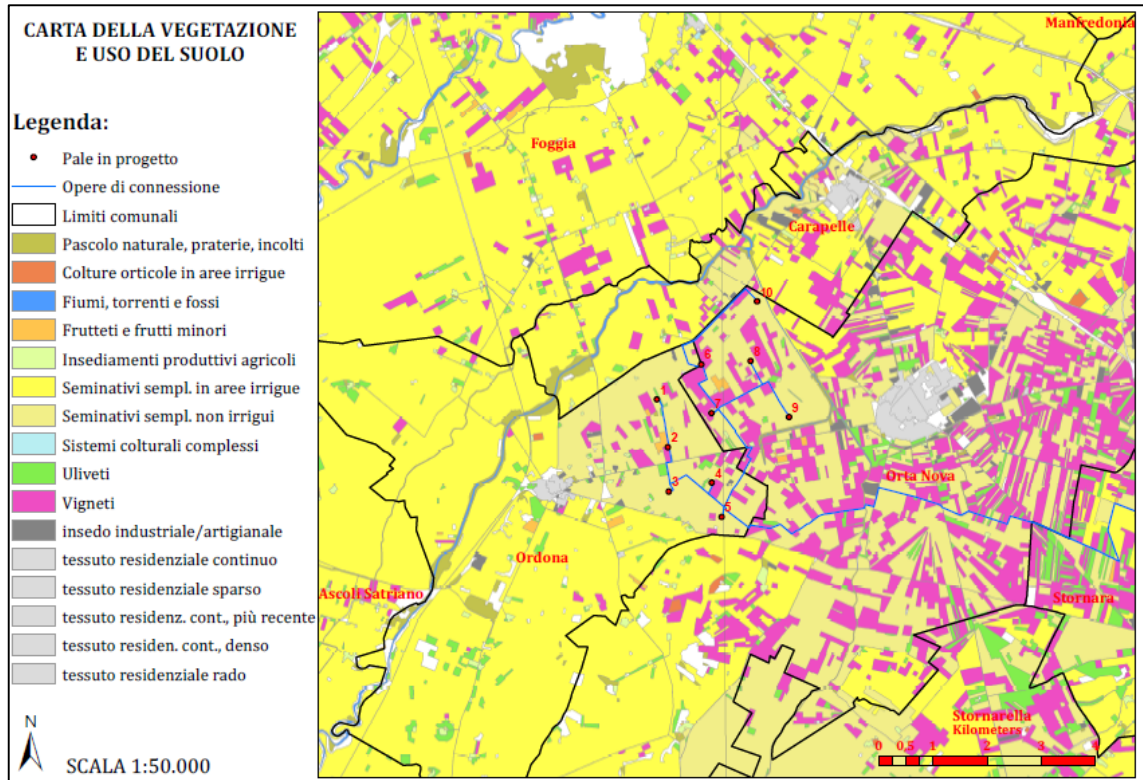 CARTA DELLA VEGETAZIONE
E USO DEL SUOLO
Legenda:
Pale in progetto
Opere di connessione
Limiti comunali
Pascolo naturale, praterie, incolti
Colture orticole in aree irrigue
Fiumi, torrenti e fossi
Frutteti e frutti minori
Insediamenti produttivi agricoli
Seminativi sempl. in aree irrigue
Seminativi sempl. non irrigui
Sistemi colturali complessi
Uliveti
Vigneti
insedo industriale/artigianale
tessuto residenziale continuo
tessuto residenziale sparso
tessuto residenz. cont., più recente
tessuto residen. cont., denso
tessuto residenziale rado
N
SCALA 1:50.000
Manfredonia
Foggia
Carapelle
10
6
8
1
7
9
2
4
3
5
Orta Nova
Ordona
Ascoli Satriano
Stornara
Stornarella
Kilometers
0 0,5 1 2 3 4